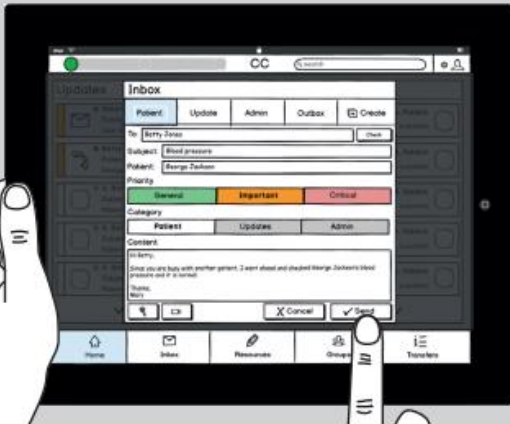 CC
search
Updates
Inbox
Patient Update Admin Outbox Create
To: Betty Jones Check
Subject: Blood pressure
Patient: George Jackson
Priority
General Important Critical
Category
Patient Updates Admin
Content
Hi Betty,
Since you are busy with another patient, I went ahead and checked George Jackson's blood
pressure and it is normal.
Thanks,
Mary
X Cancel ✓ Send
Home Inbox Resources Groups Transfers